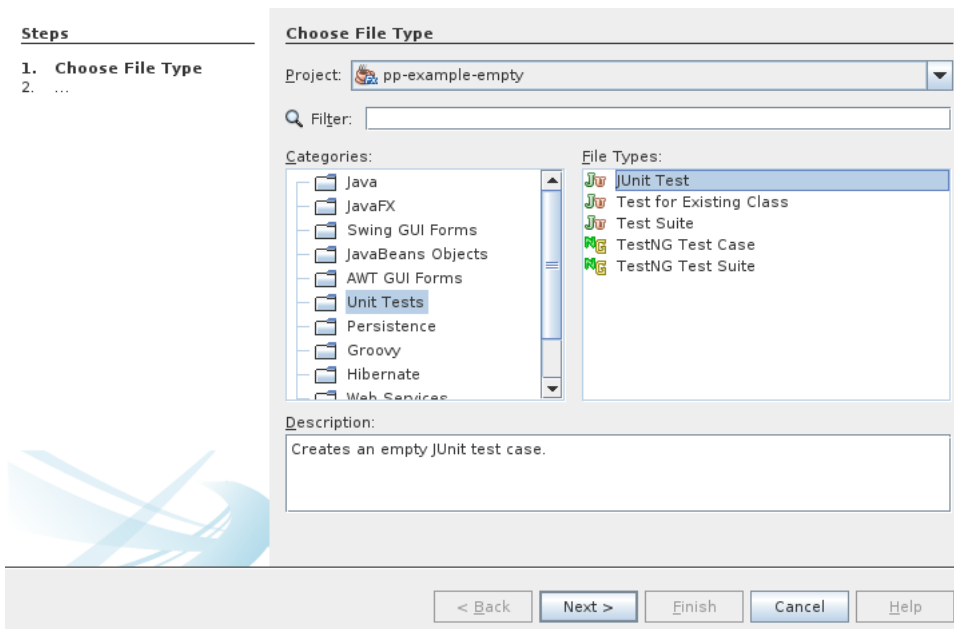 Steps
1. Choose File Type
2. ...
Choose File Type
Project: pp-example-empty
Filter:
Categories:
Java
JavaFX
Swing GUI Forms
JavaBeans Objects
AWT GUI Forms
Unit Tests
Persistence
Groovy
Hibernate
Web Services
File Types:
JUnit Test
Test for Existing Class
Test Suite
TestNG Test Case
TestNG Test Suite
Description:
Creates an empty JUnit test case.
< Back Next > Finish Cancel Help